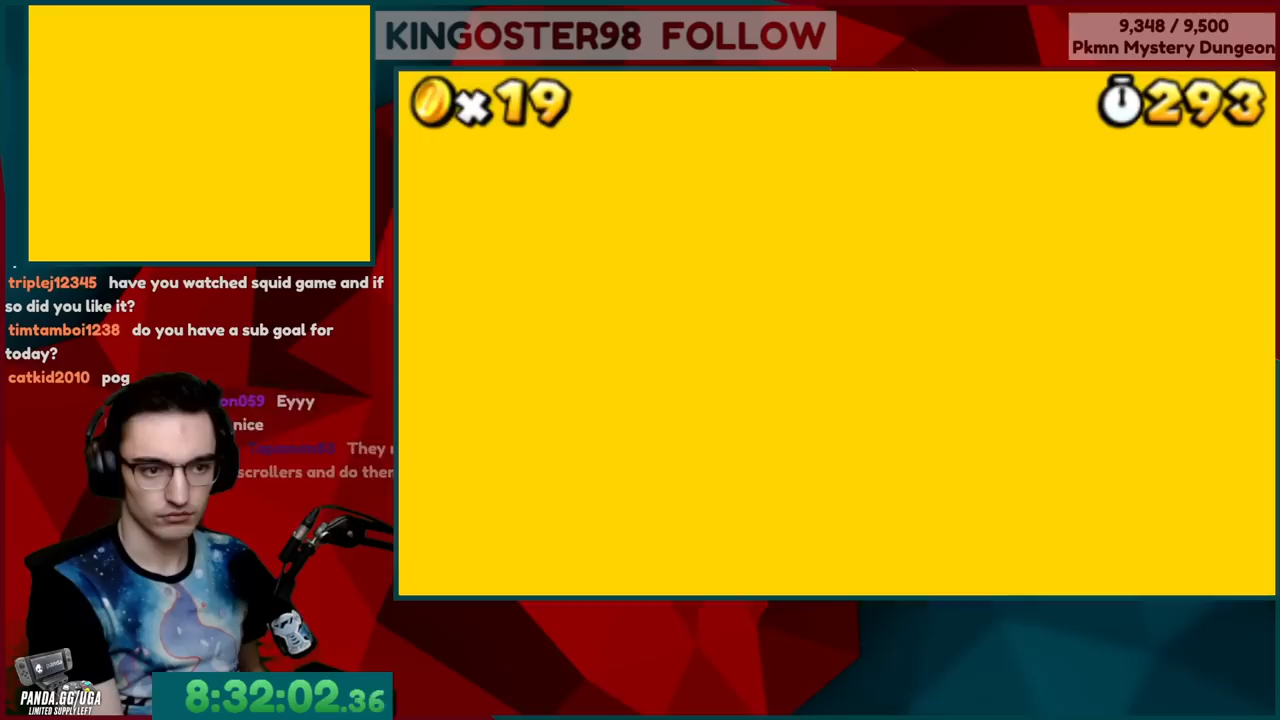 KINGOSTER98 FOLLOW
9,348 / 9,500
Pkmn Mystery Dungeon
×19
293
triplej12345 have you watched squid game and if
so did you like it?
timtamboi1238 do you have a sub goal for
today?
catkid2010 pog
on059 Eyyy
nice
They
scrollers and do
PANDA.GG/UGA
LIMITED SUPPLY LEFT
8:32:02.36